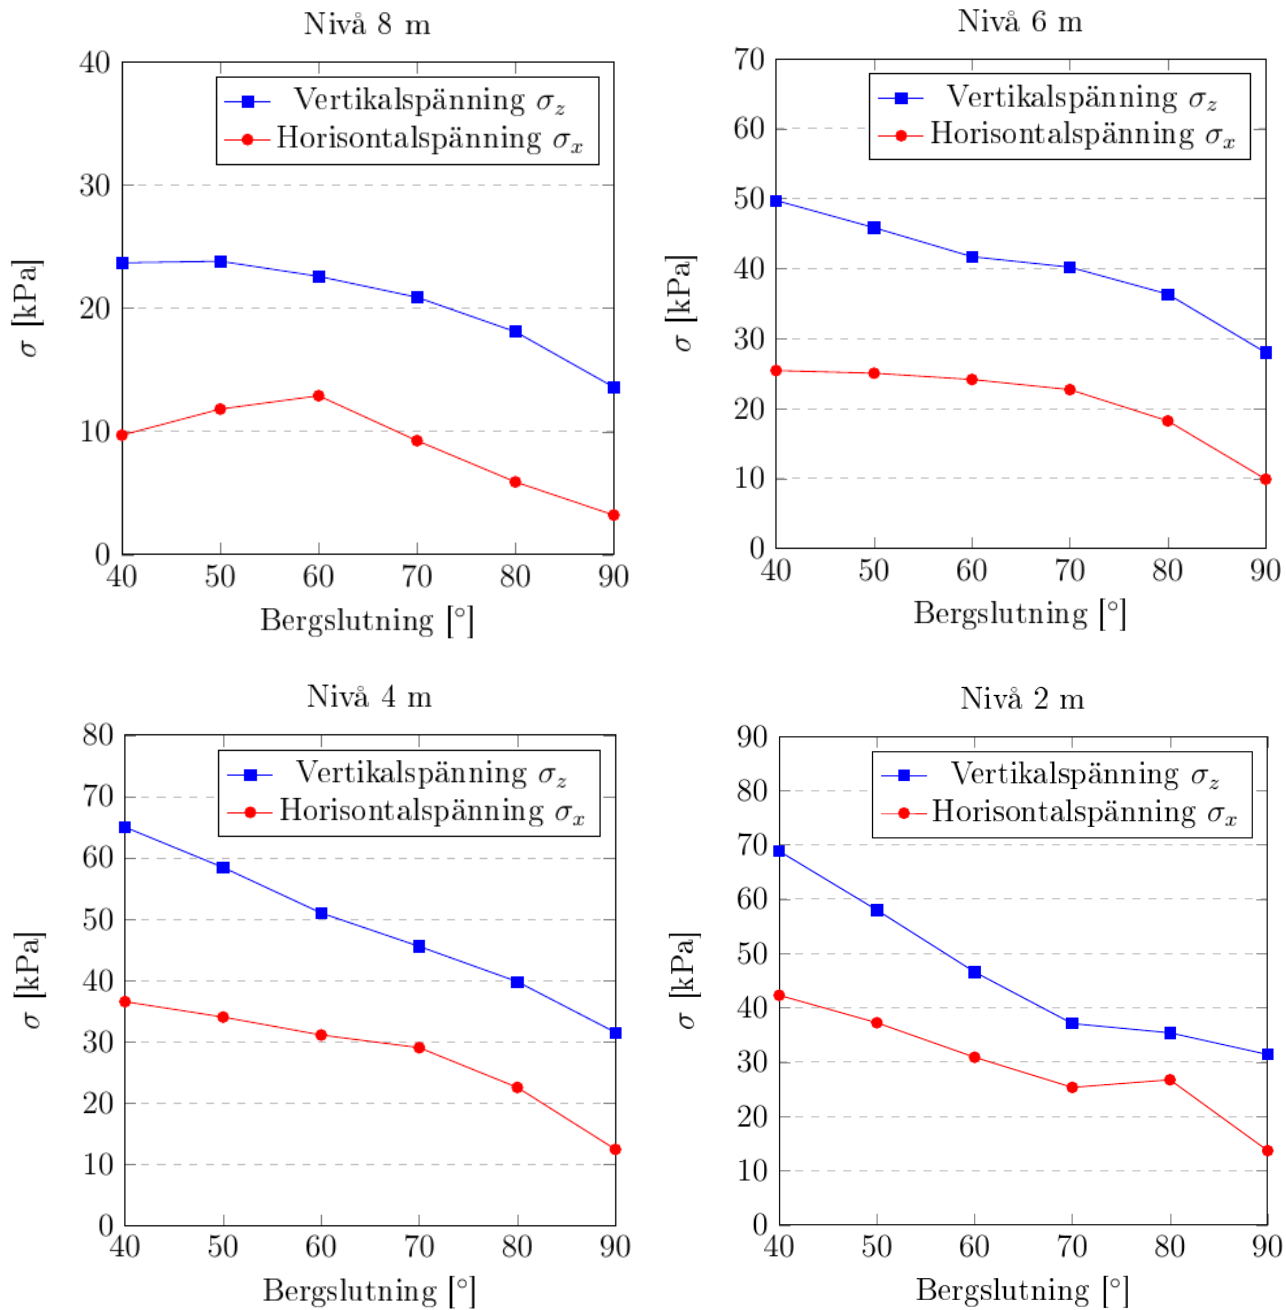 Nivå 8 m
40
30
20
10
0
σ [kPa]
Vertikalspänning σz
Horisontalspänning σx
40 50 60 70 80 90
Bergslutning [°]
Nivå 6 m
70
60
50
40
30
20
10
0
σ [kPa]
Vertikalspänning σz
Horisontalspänning σx
40 50 60 70 80 90
Bergslutning [°]
Nivå 4 m
80
70
60
50
40
30
20
10
0
σ [kPa]
Vertikalspänning σz
Horisontalspänning σx
40 50 60 70 80 90
Bergslutning [°]
Nivå 2 m
90
80
70
60
50
40
30
20
10
0
σ [kPa]
Vertikalspänning σz
Horisontalspänning σx
40 50 60 70 80 90
Bergslutning [°]